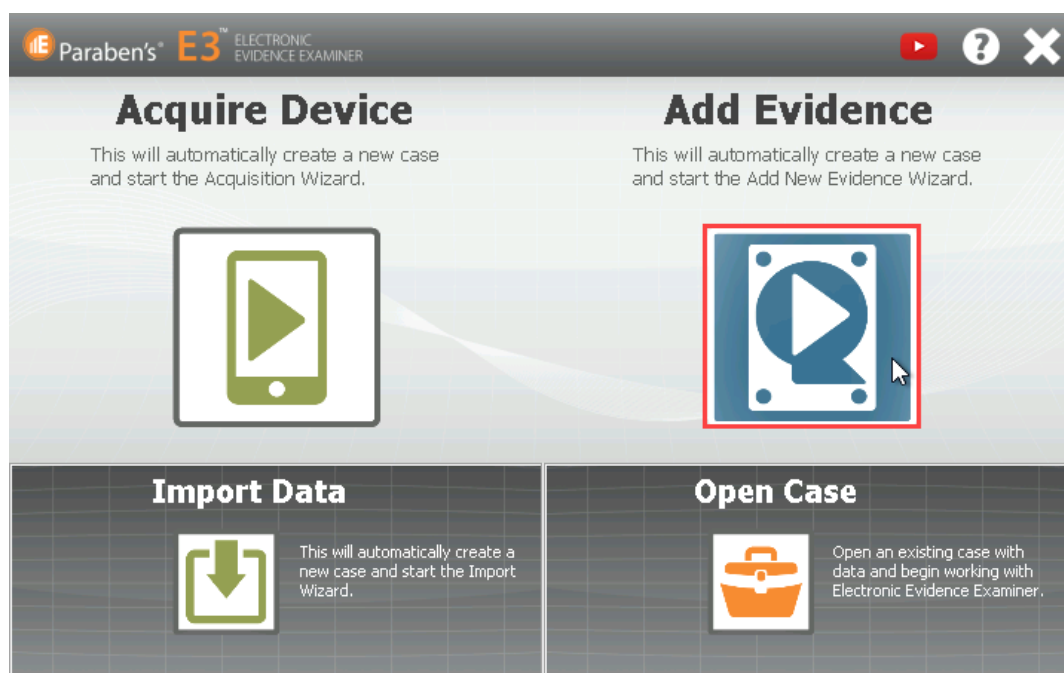 Paraben's® E3™ ELECTRONIC
EVIDENCE EXAMINER
Acquire Device
This will automatically create a new case
and start the Acquisition Wizard.
Add Evidence
This will automatically create a new case
and start the Add New Evidence Wizard.
Import Data
This will automatically create a
new case and start the Import
Wizard.
Open Case
Open an existing case with
data and begin working with
Electronic Evidence Examiner.